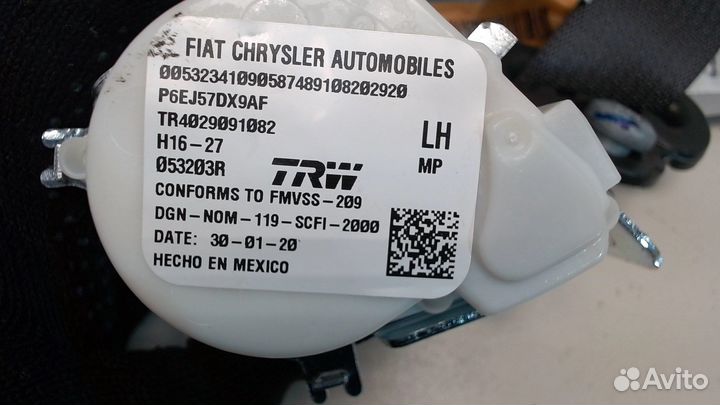 FIAT CHRYSLER AUTOMOBILES
00532341090587489108202920
P6EJ57DX9AF
TR4029091082
LH
H16-27
MP
053203R
TRW
CONFORMS TO FMVSS-209
DGN-NOM-119-SCFI-2000
DATE: 30-01-20
HECHO EN MEXICO
Avito